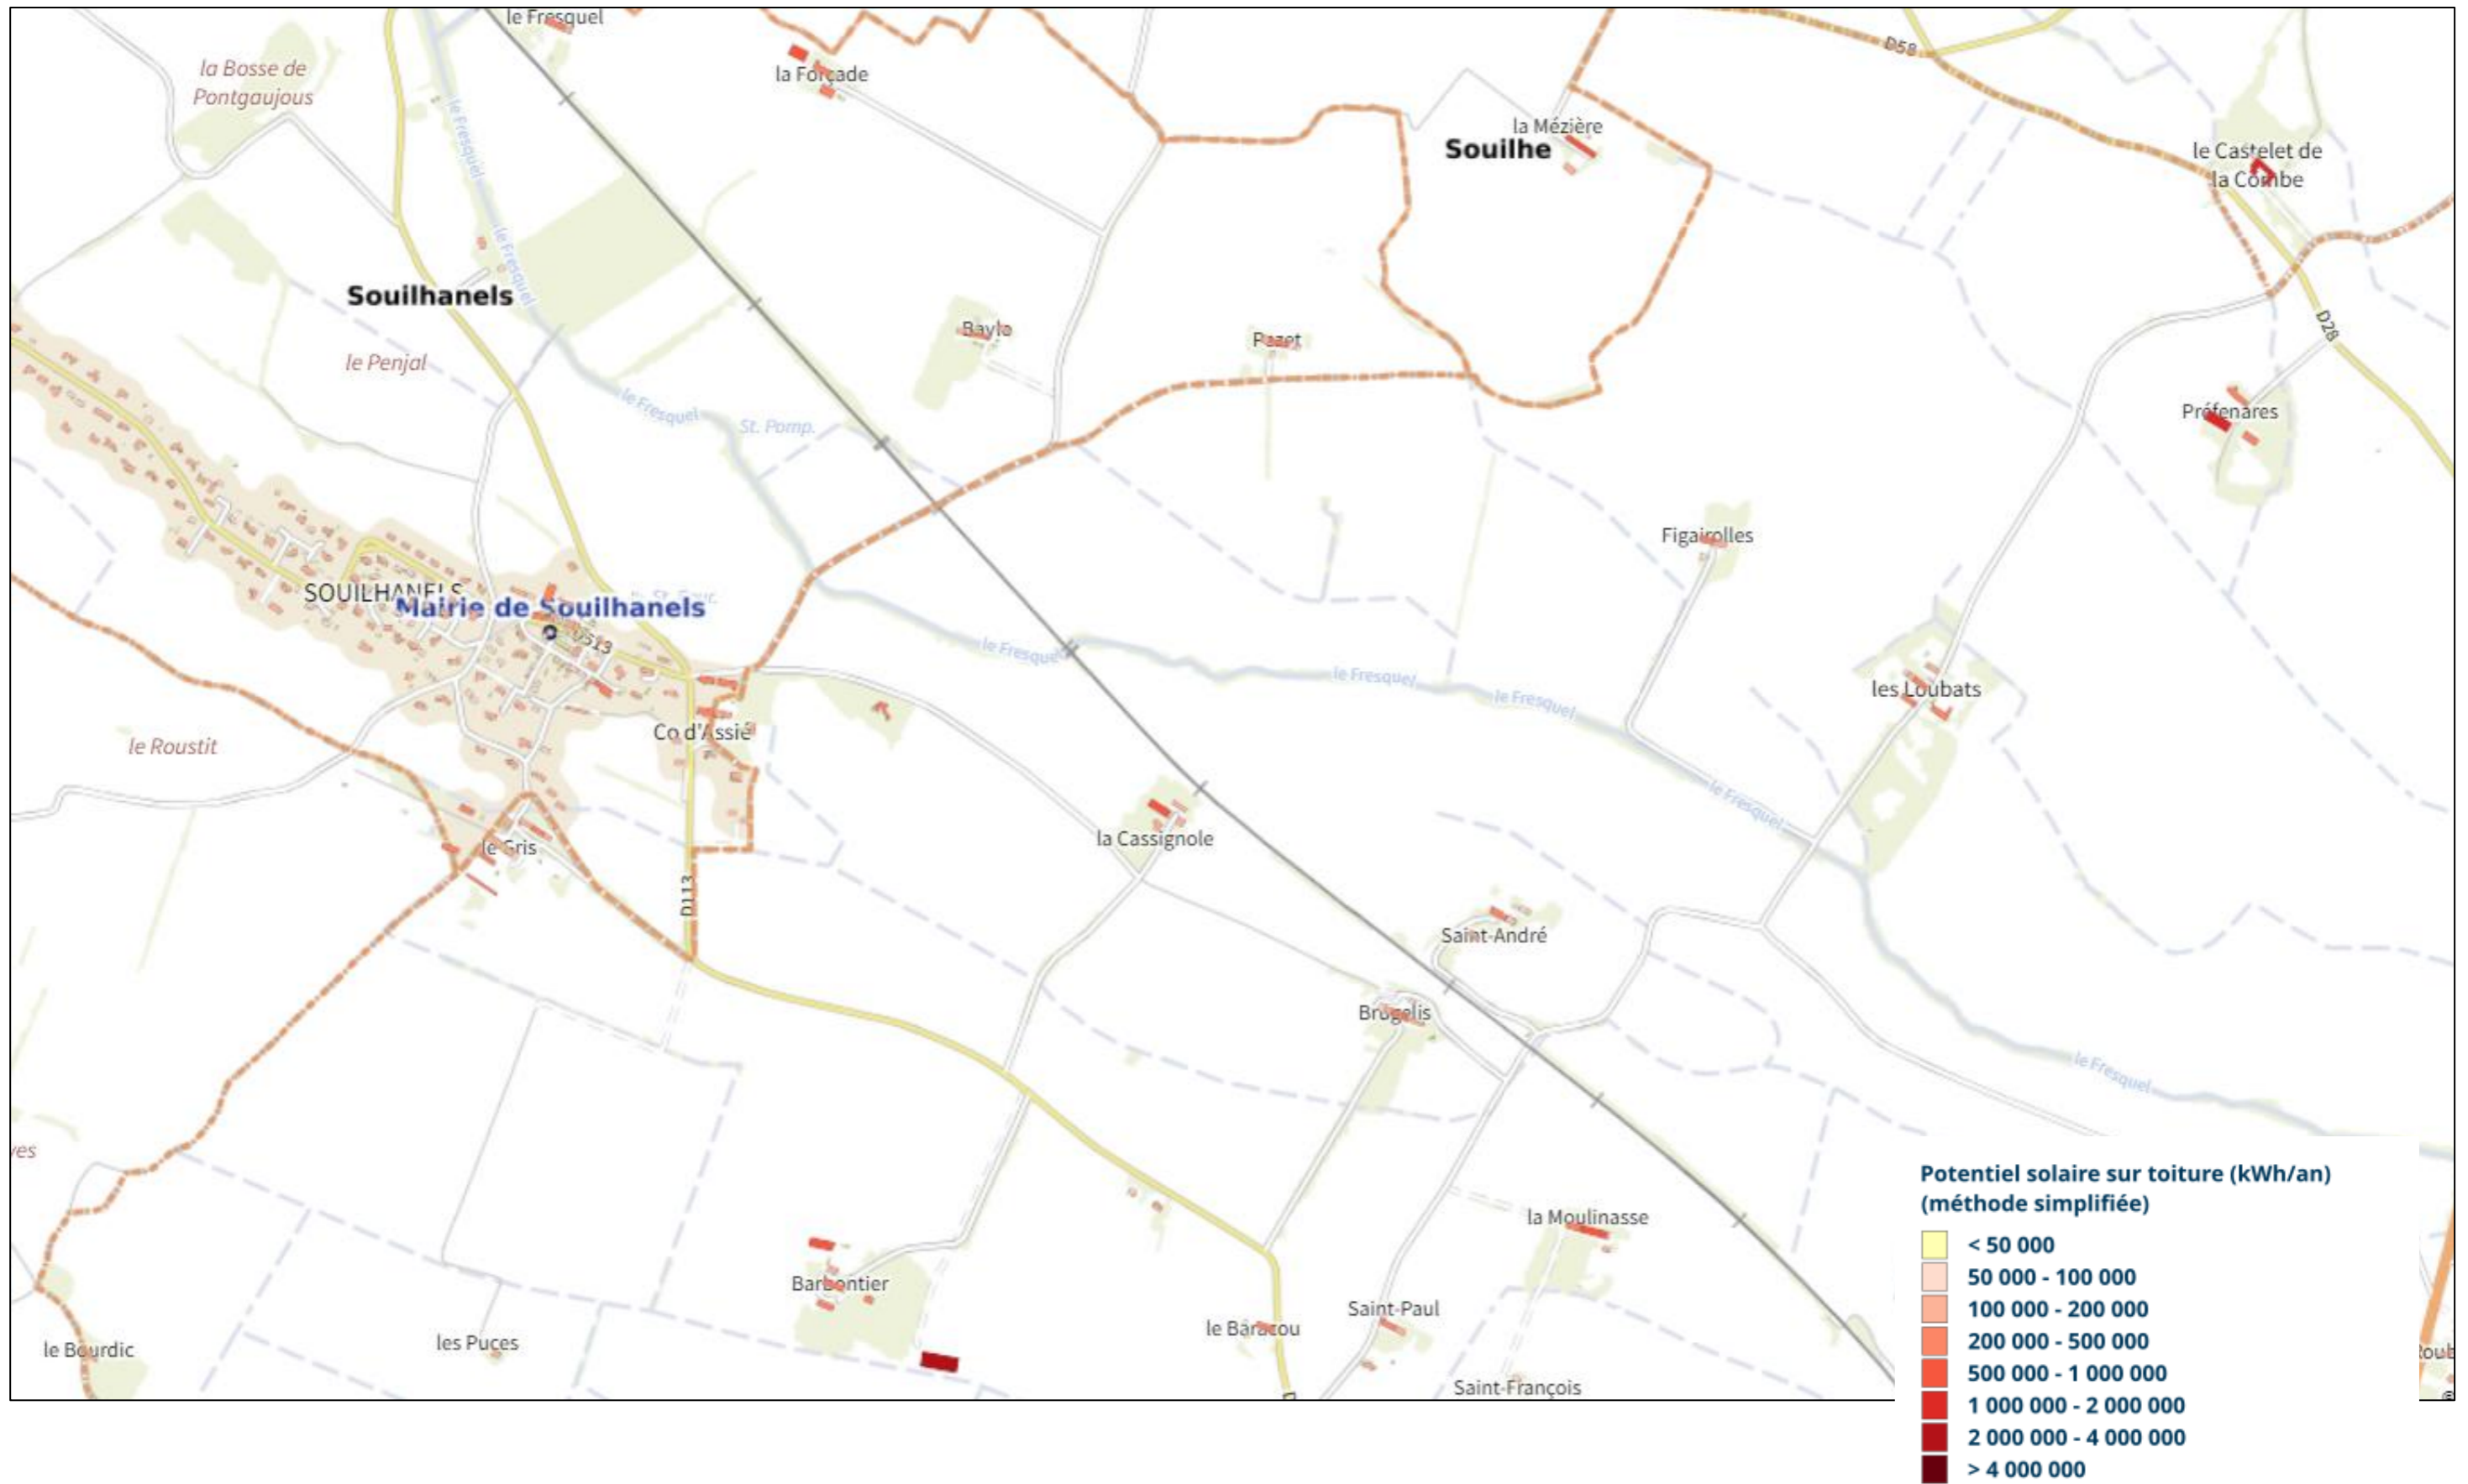 le Fresquel
la Bosse de
Pontgaujous
la Forcade
D58
la Mézière
Souilhe
le Castelet de
la Combe
le Fresquel
le Fresquel
Souilhanels
le Penjal
Bayle
Pazet
D28
le Fresquel
St. Pomp.
Préfenares
Figairolles
SOUILHANELS
Mairie de Souilhanels
D513
le Fresquel
le Fresquel
le Fresquel
les Loubats
Co d'Assié
le Roustit
le Fresquel
la Cassignole
le Gris
D113
Saint-André
Brugelis
le Fresquel
la Moulinasse
Barbontier
Saint-Paul
le Baracou
les Puces
le Bourdic
Saint-François
Potentiel solaire sur toiture (kWh/an)
(méthode simplifiée)
< 50 000
50 000 - 100 000
100 000 - 200 000
200 000 - 500 000
500 000 - 1 000 000
1 000 000 - 2 000 000
2 000 000 - 4 000 000
> 4 000 000